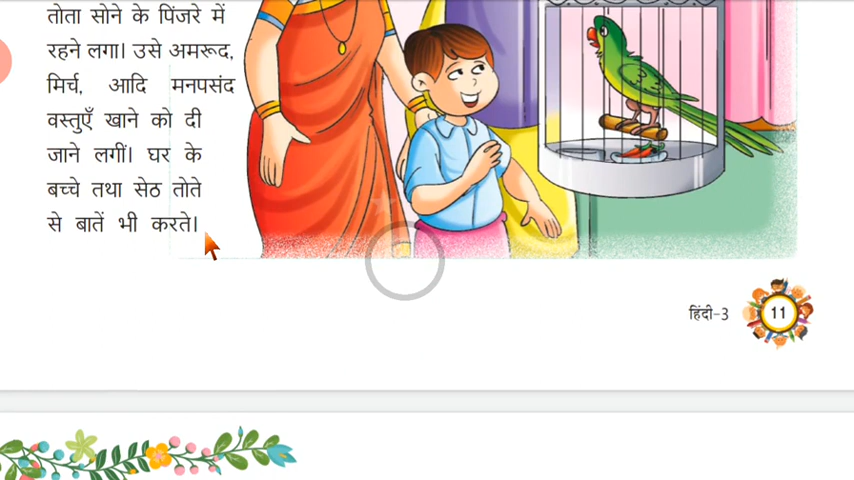 तोता सोने के पिंजरे में
रहने लगा। उसे अमरूद,
मिर्च, आदि मनपसंद
वस्तुएँ खाने को दी
जाने लगीं। घर के
बच्चे तथा सेठ तोते
से बातें भी करते।
हिंदी-3
11